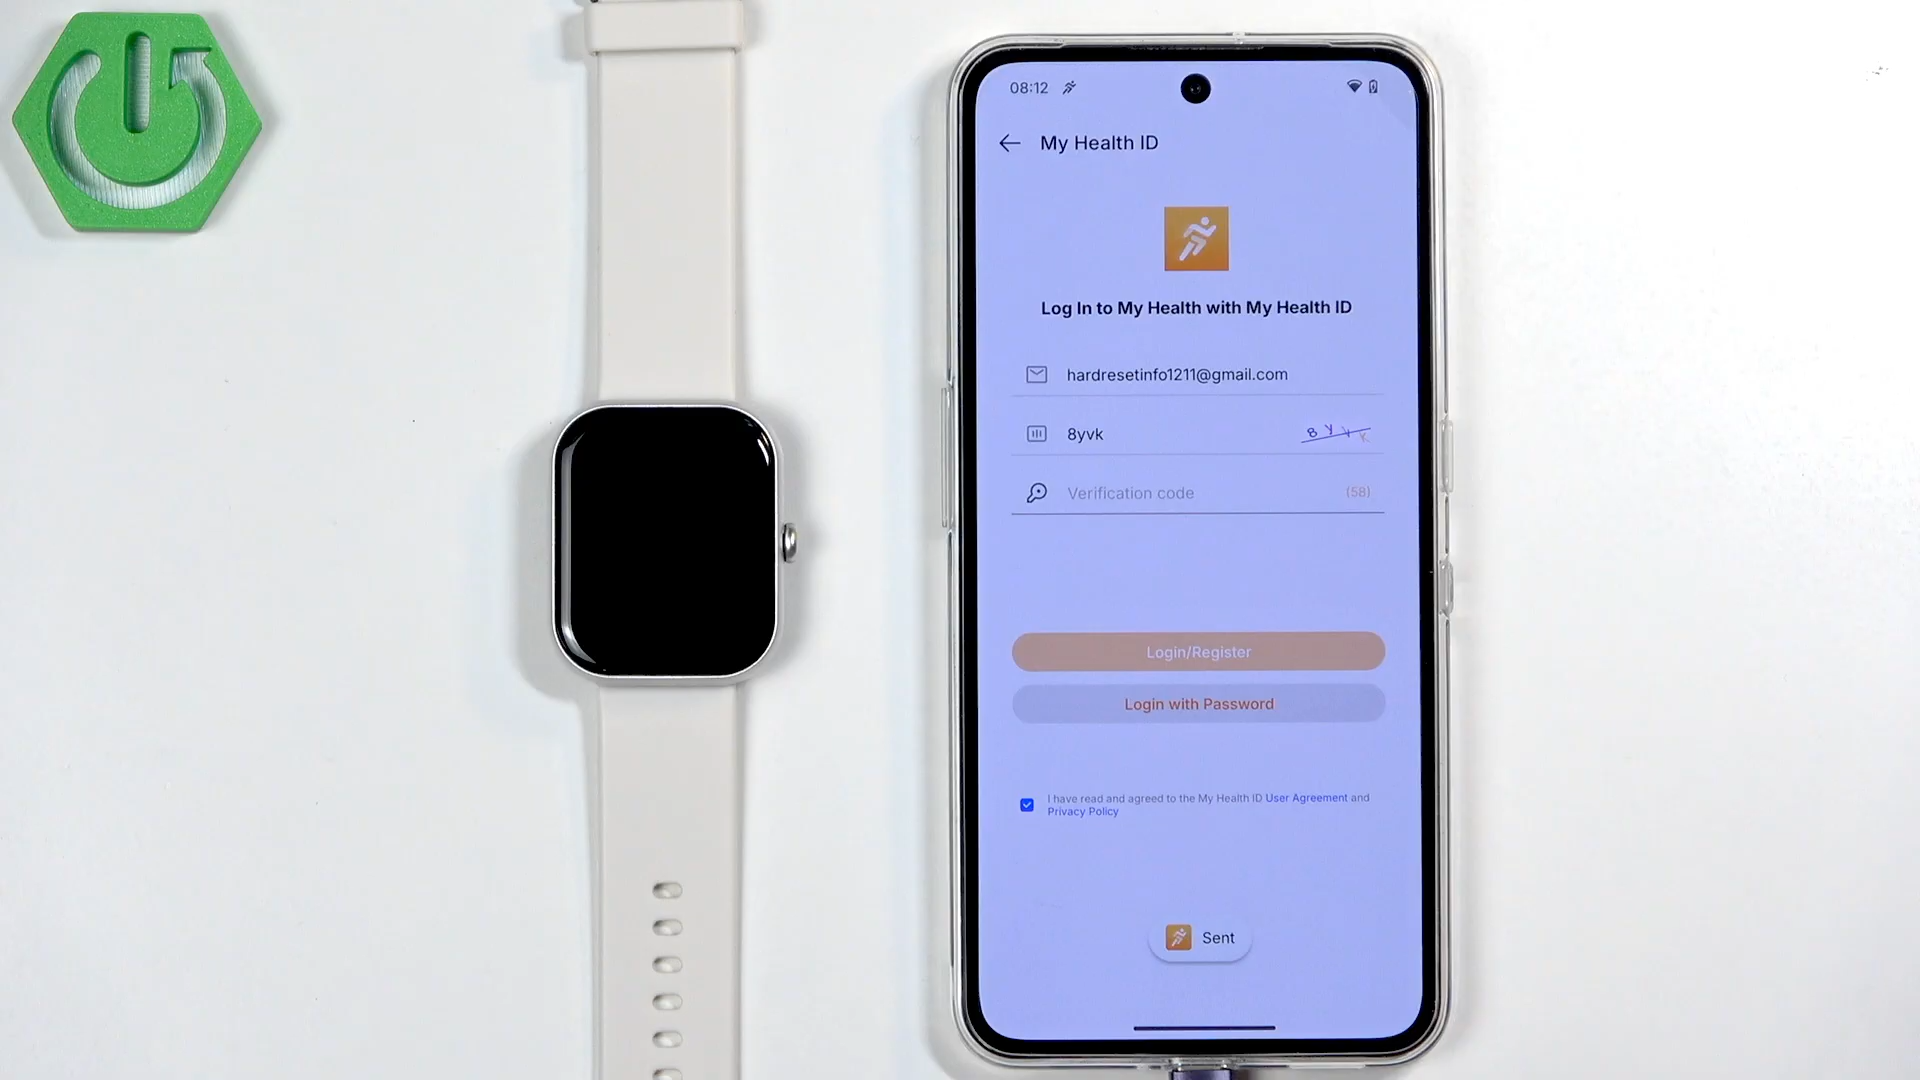 08:12
My Health ID
Log In to My Health with My Health ID
hardresetinfo1211@gmail.com
8yvk
8 y v k
Verification code
(58)
Login/Register
Login with Password
I have read and agreed to the My Health ID User Agreement and
Privacy Policy
Sent